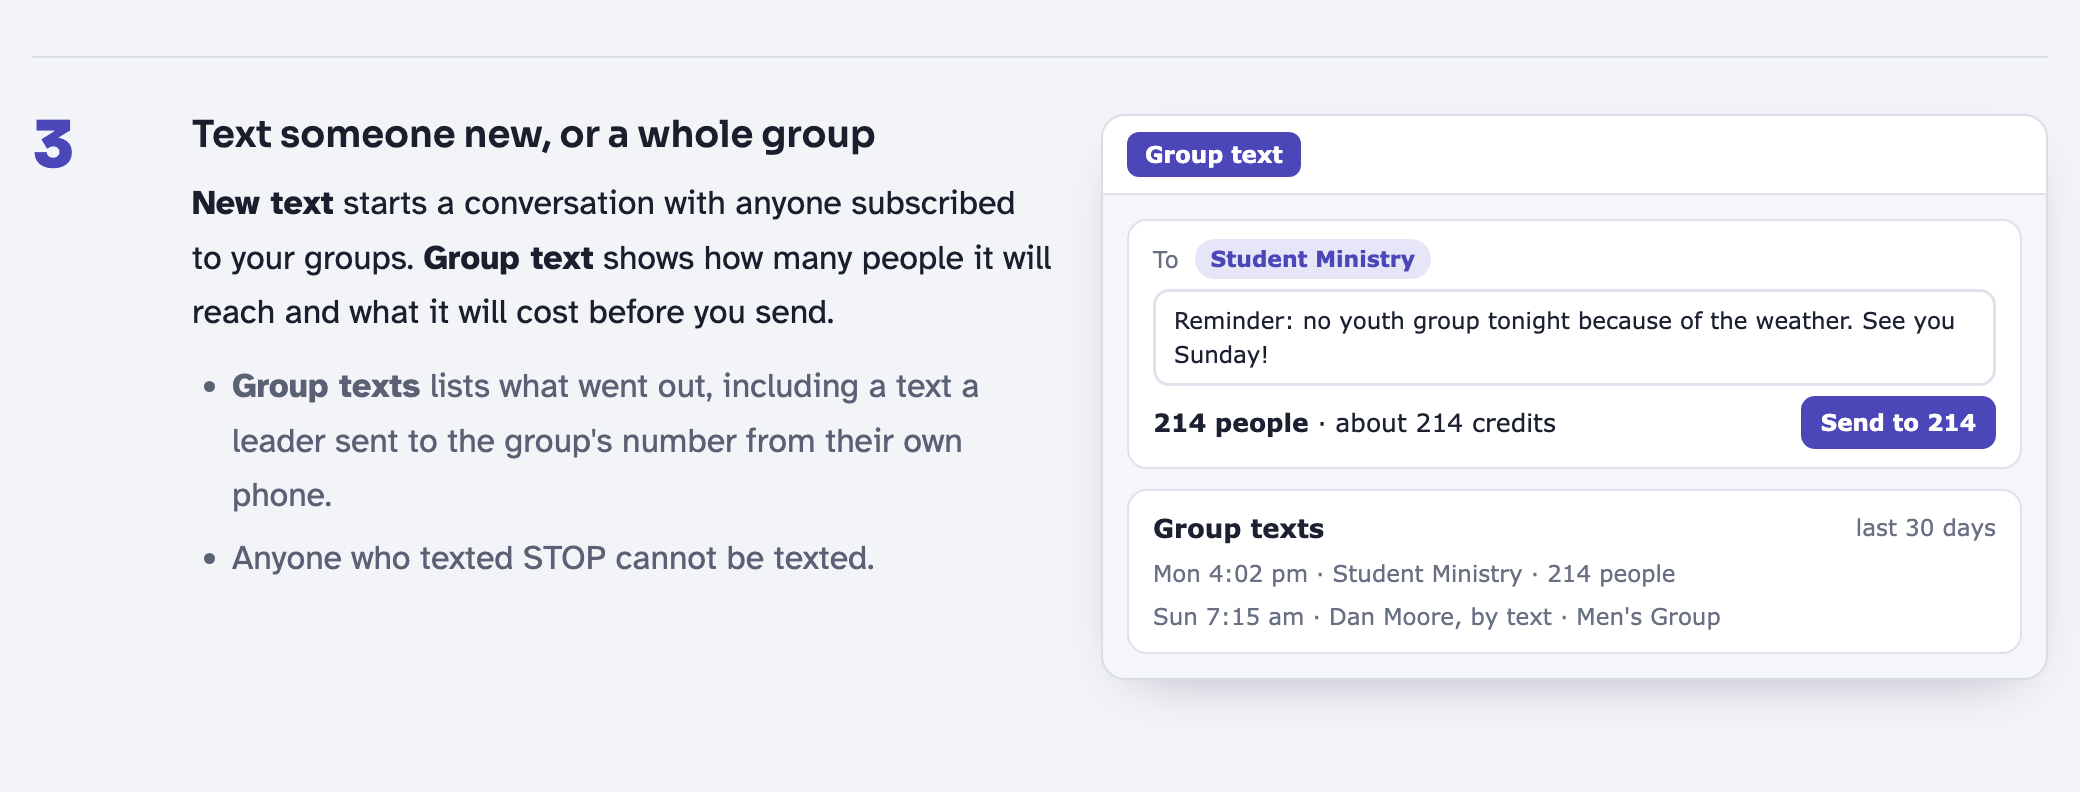 3
Text someone new, or a whole group
New text starts a conversation with anyone subscribed
to your groups. Group text shows how many people it will
reach and what it will cost before you send.
• Group texts lists what went out, including a text a
leader sent to the group's number from their own
phone.
• Anyone who texted STOP cannot be texted.
Group text
To Student Ministry
Reminder: no youth group tonight because of the weather. See you
Sunday!
214 people · about 214 credits
Send to 214
Group texts
last 30 days
Mon 4:02 pm · Student Ministry · 214 people
Sun 7:15 am · Dan Moore, by text · Men's Group